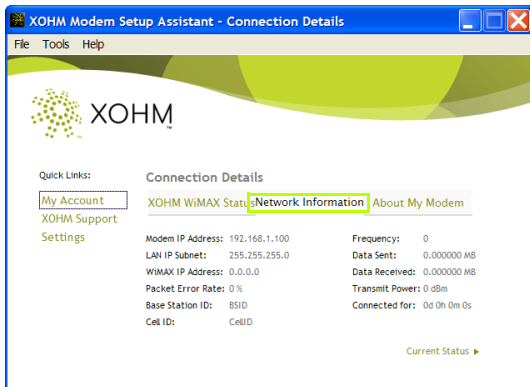 XOHM Modem Setup Assistant - Connection Details
File Tools Help
XOHM™
Quick Links:
My Account
XOHM Support
Settings
Connection Details
XOHM WiMAX Status Network Information About My Modem
Modem IP Address: 192.168.1.100 Frequency: 0
LAN IP Subnet: 255.255.255.0 Data Sent: 0.000000 MB
WiMAX IP Address: 0.0.0.0 Data Received: 0.000000 MB
Packet Error Rate: 0 % Transmit Power: 0 dBm
Base Station ID: BSID Connected for: 0d 0h 0m 0s
Cell ID: CellID
Current Status ▶